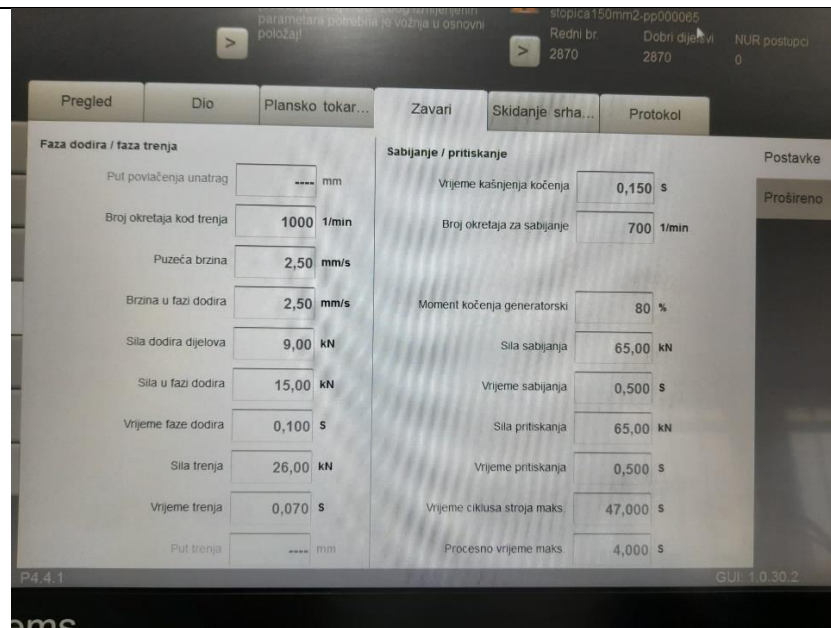 parametara potrebna je vožnja u osnovni
položaj!
stopica150mm2-pp000065
Redni br.
Dobri dijelovi
NUR postupci
2870
2870
0
>
>
Pregled
Dio
Plansko tokar...
Zavari
Skidanje srha...
Protokol
Postavke
Prošireno
Faza dodira / faza trenja
Put povlačenja unatrag ---- mm
Broj okretaja kod trenja 1000 1/min
Puzeća brzina 2,50 mm/s
Brzina u fazi dodira 2,50 mm/s
Sila dodira dijelova 9,00 kN
Sila u fazi dodira 15,00 kN
Vrijeme faze dodira 0,100 s
Sila trenja 26,00 kN
Vrijeme trenja 0,070 s
Put trenja ---- mm
Sabijanje / pritiskanje
Vrijeme kašnjenja kočenja 0,150 s
Broj okretaja za sabijanje 700 1/min
Moment kočenja generatorski 80 %
Sila sabijanja 65,00 kN
Vrijeme sabijanja 0,500 s
Sila pritiskanja 65,00 kN
Vrijeme pritiskanja 0,500 s
Vrijeme ciklusa stroja maks. 47,000 s
Procesno vrijeme maks. 4,000 s
P4.4.1
GUI: 1.0.30.2